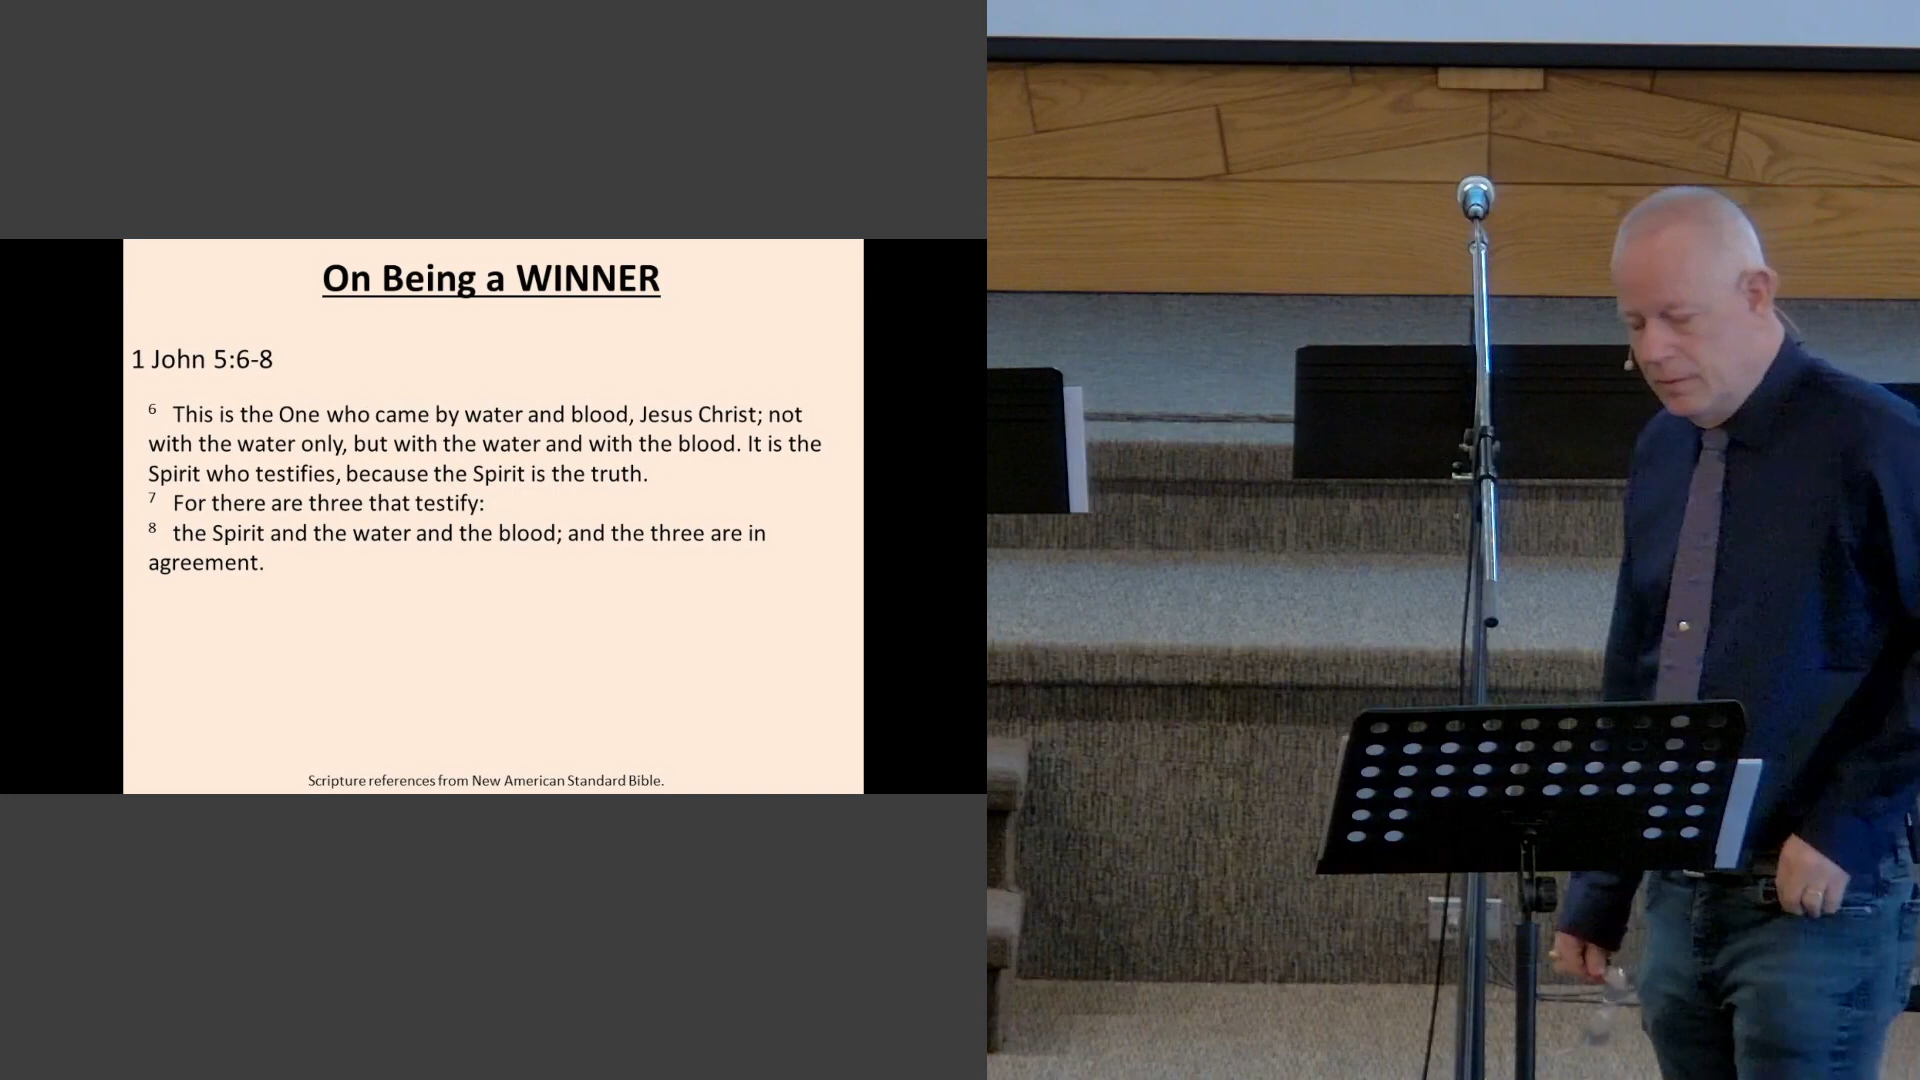 On Being a WINNER
1 John 5:6-8
6 This is the One who came by water and blood, Jesus Christ; not
with the water only, but with the water and with the blood. It is the
Spirit who testifies, because the Spirit is the truth.
7 For there are three that testify:
8 the Spirit and the water and the blood; and the three are in
agreement.
Scripture references from New American Standard Bible.